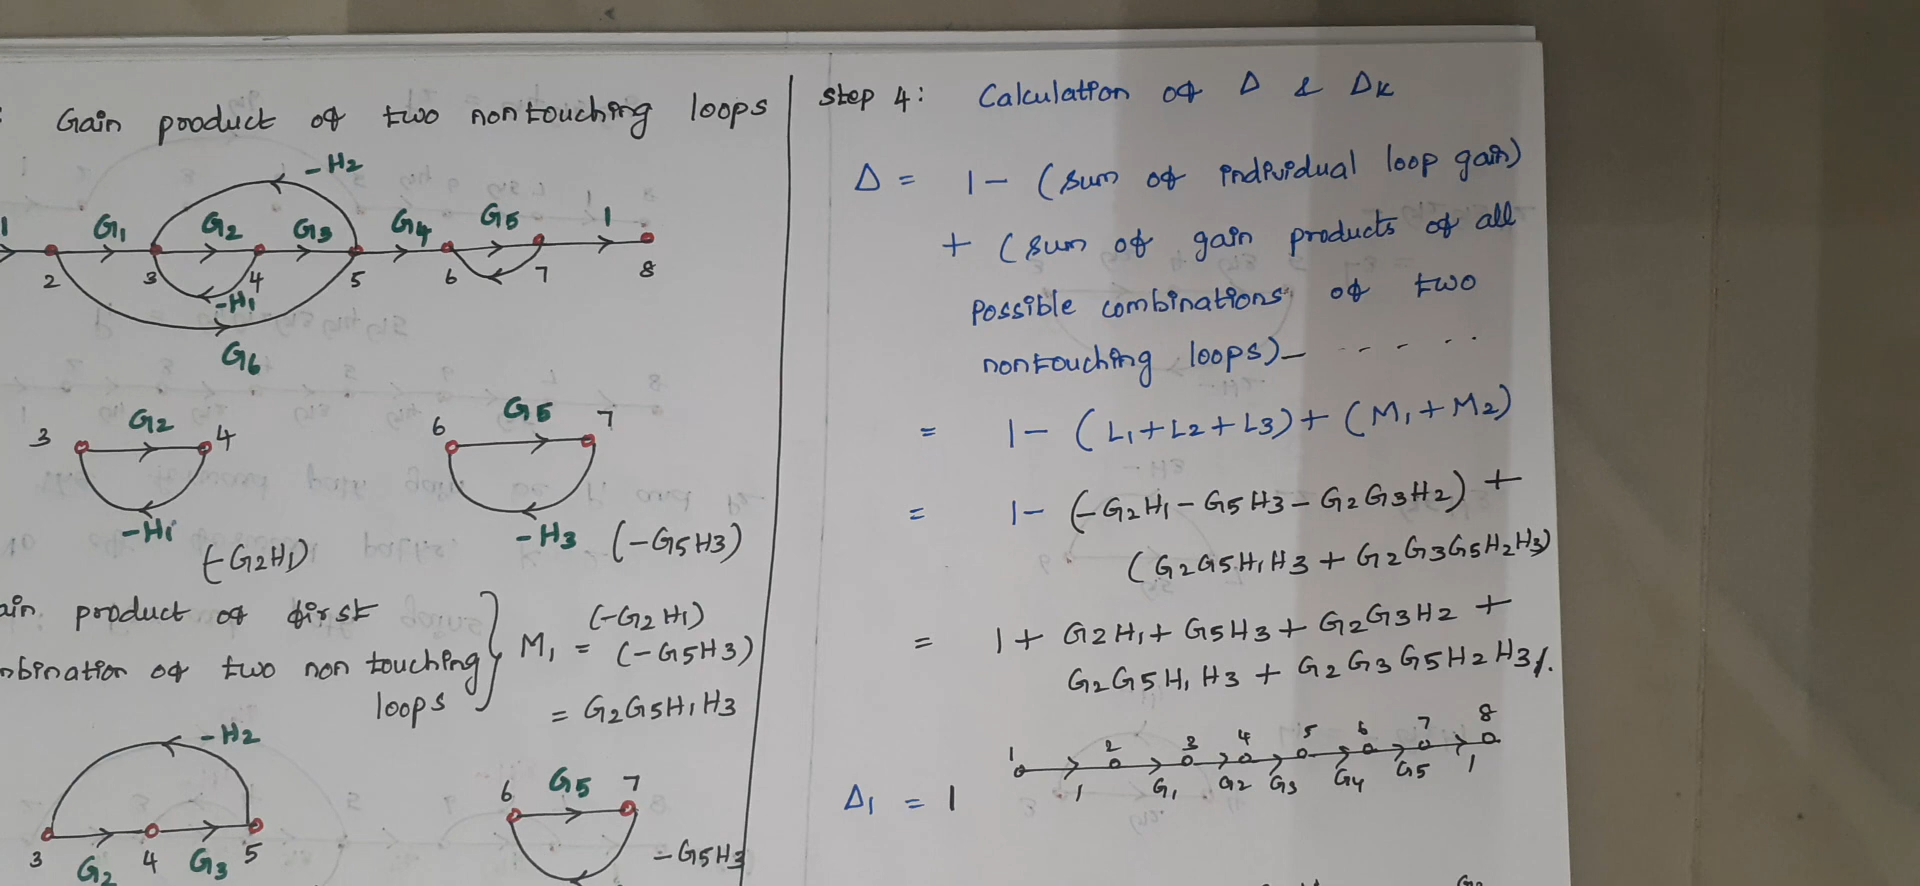 Gain product of two nontouching loops
-H2
1 G1 G2 G3 G4 G5 1
2 3 4 5 6 7 8
-H1
G6
3 G2 4
-H1
(-G2H1)
6 G5 7
-H3 (-G5H3)
product of first
of two non touching
loops
M1 = (-G2H1)
(-G5H3)
= G2G5H1H3
-H2
3 G2 4 G3 5
6 G5 7
-G5H3
Step 4: Calculation of Δ & ΔK
Δ = 1 - (sum of individual loop gain)
+ (sum of gain products of all
possible combinations of two
nontouching loops) - ......
= 1 - (L1+L2+L3) + (M1+M2)
= 1 - (-G2H1 - G5H3 - G2G3H2) +
(G2G5H1H3 + G2G3G5H2H3)
= 1 + G2H1 + G5H3 + G2G3H2 +
G2G5H1H3 + G2G3G5H2H3
1 2 3 4 5 6 7 8
1 G1 G2 G3 G4 G5 1
Δ1 = 1